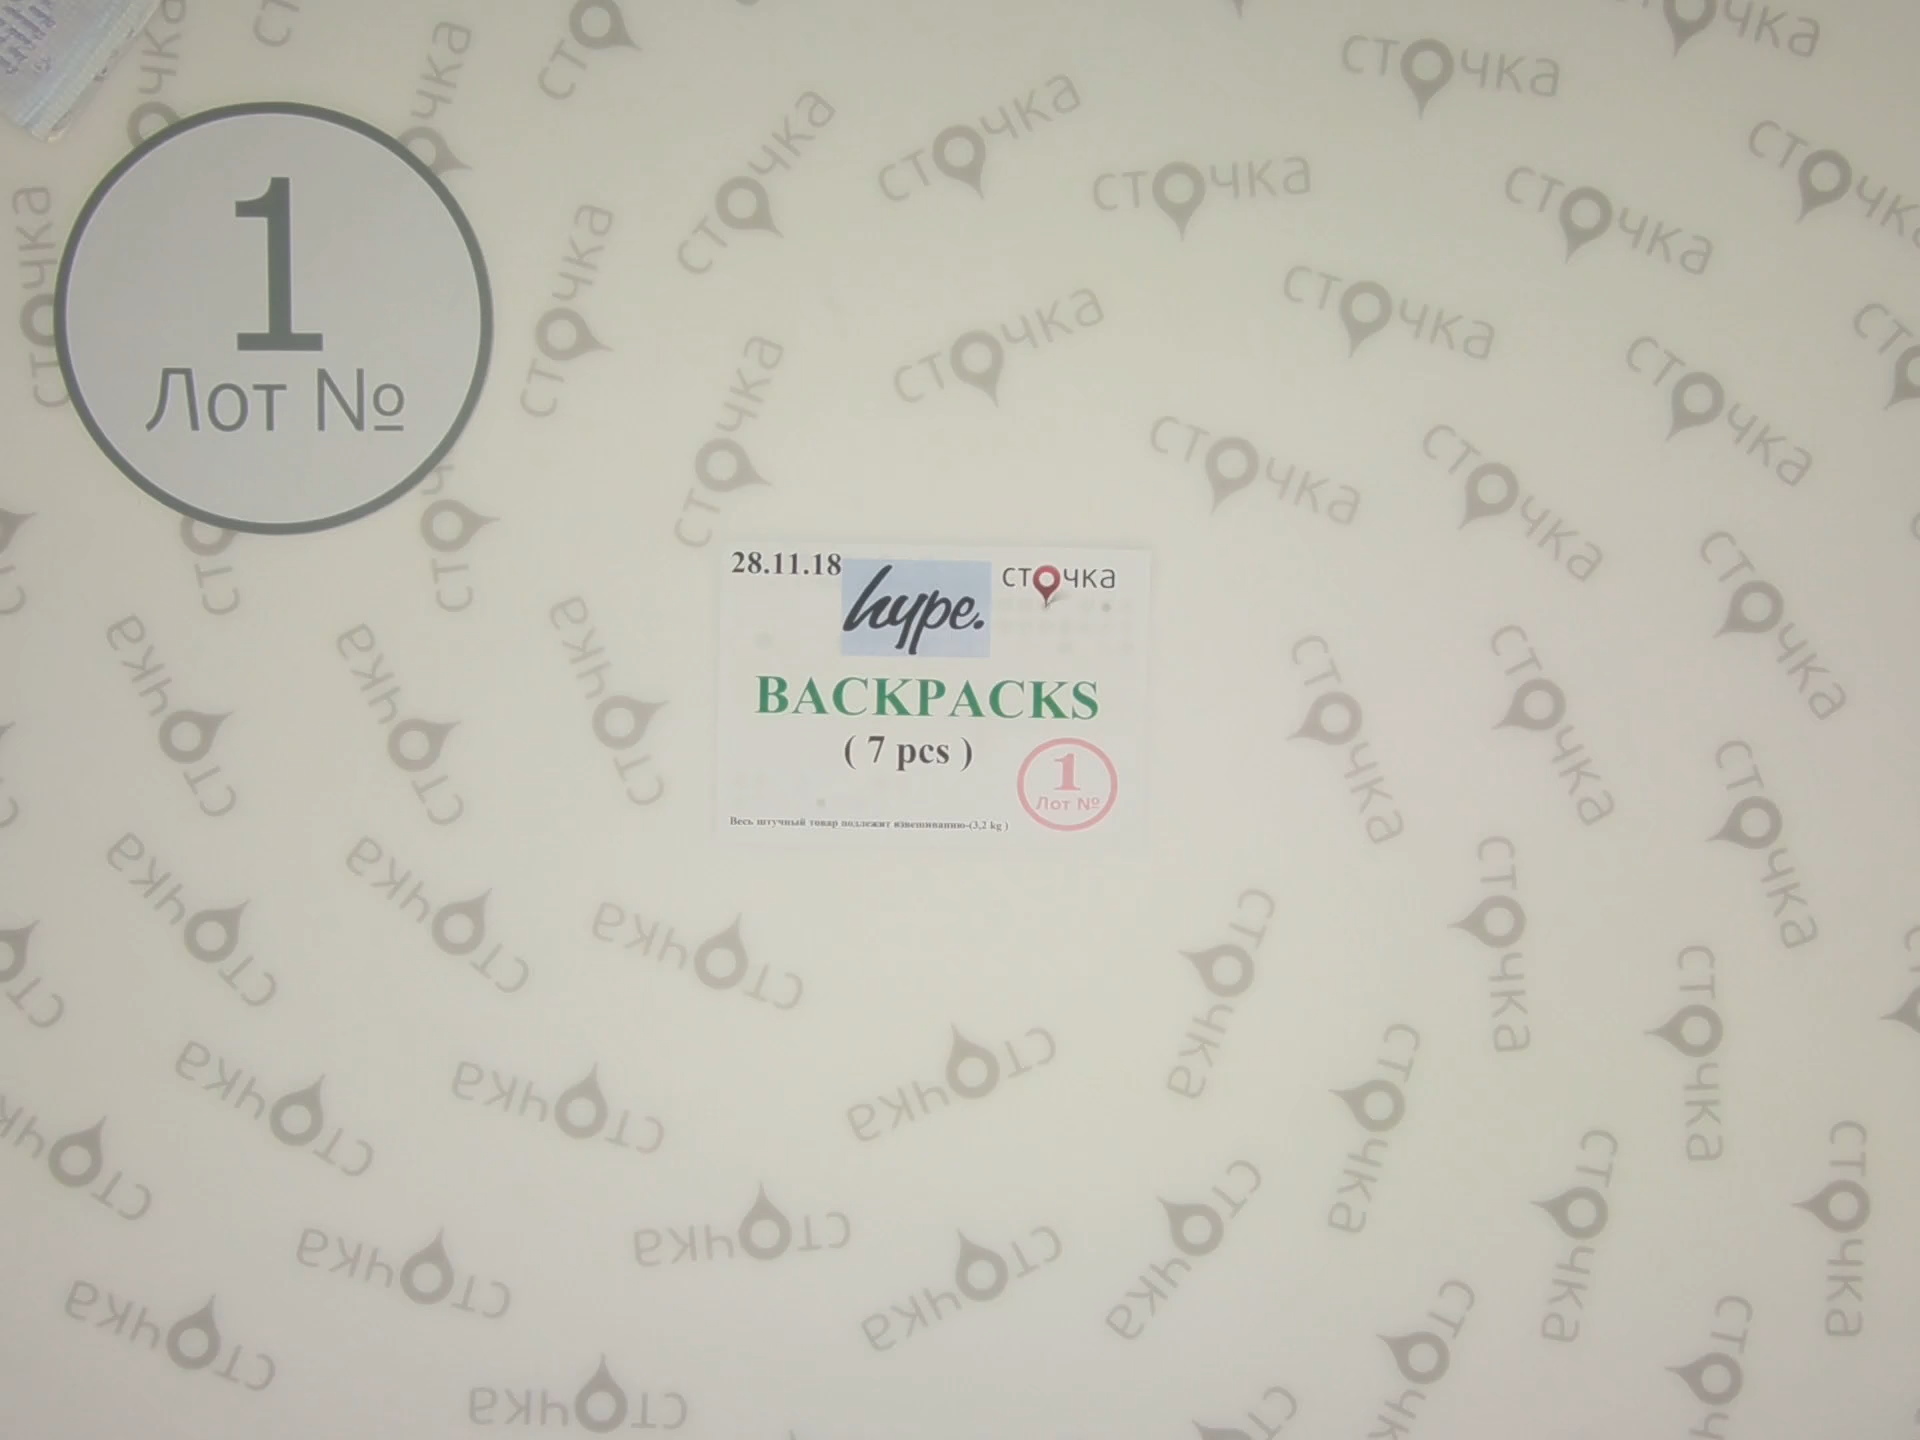 1
Лот №
28.11.18
hype.
сточка
BACKPACKS
( 7 pcs )
1
Лот №
Весь штучный товар подлежит взвешиванию-(3,2 kg )